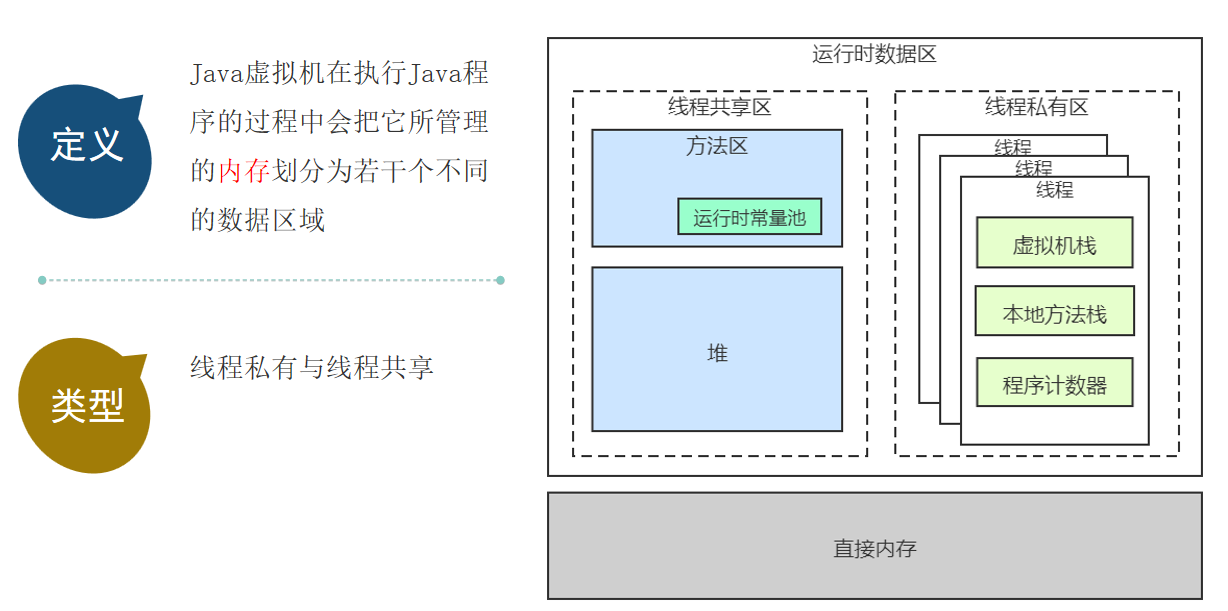 定义
Java虚拟机在执行Java程
序的过程中会把它所管理
的内存划分为若干个不同
的数据区域
类型
线程私有与线程共享
运行时数据区
线程共享区
方法区
运行时常量池
堆
线程私有区
线程
线程
线程
虚拟机栈
本地方法栈
程序计数器
直接内存